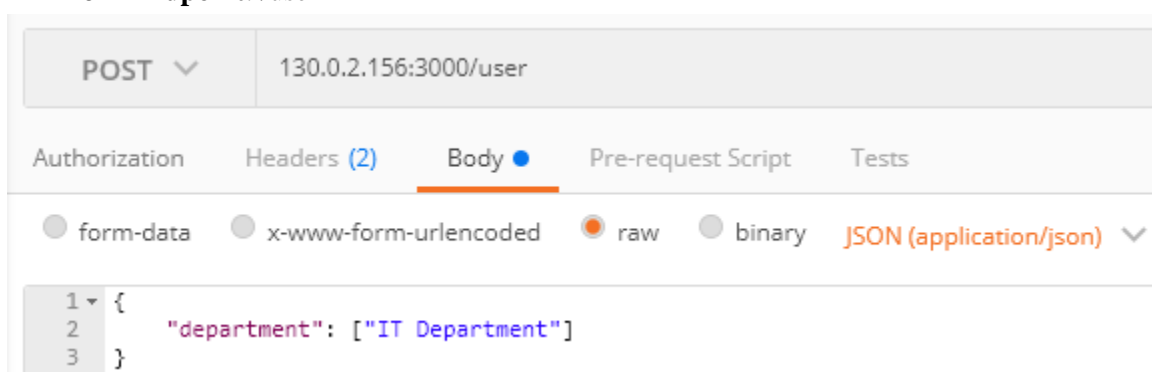 POST 130.0.2.156:3000/user
Authorization Headers (2) Body Pre-request Script Tests
form-data x-www-form-urlencoded raw binary JSON (application/json)
1 {
2 "department": ["IT Department"]
3 }